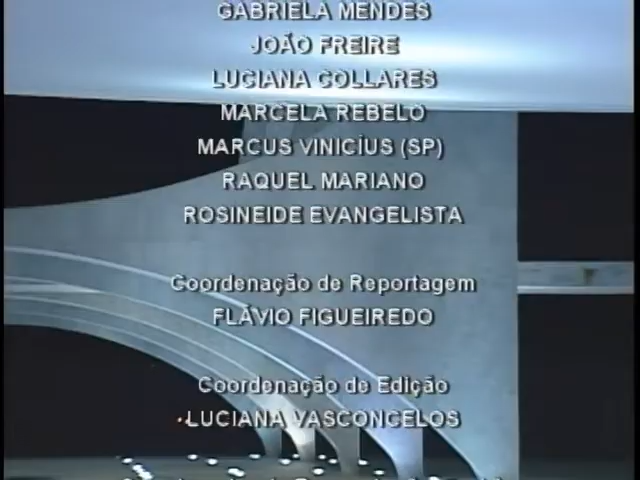 GABRIELA MENDES
JOÃO FREIRE
LUCIANA COLLARES
MARCELA REBELO
MARCUS VINICIUS (SP)
RAQUEL MARIANO
ROSINEIDE EVANGELISTA
Coordenação de Reportagem
FLÁVIO FIGUEIREDO
Coordenação de Edição
LUCIANA VASCONCELOS